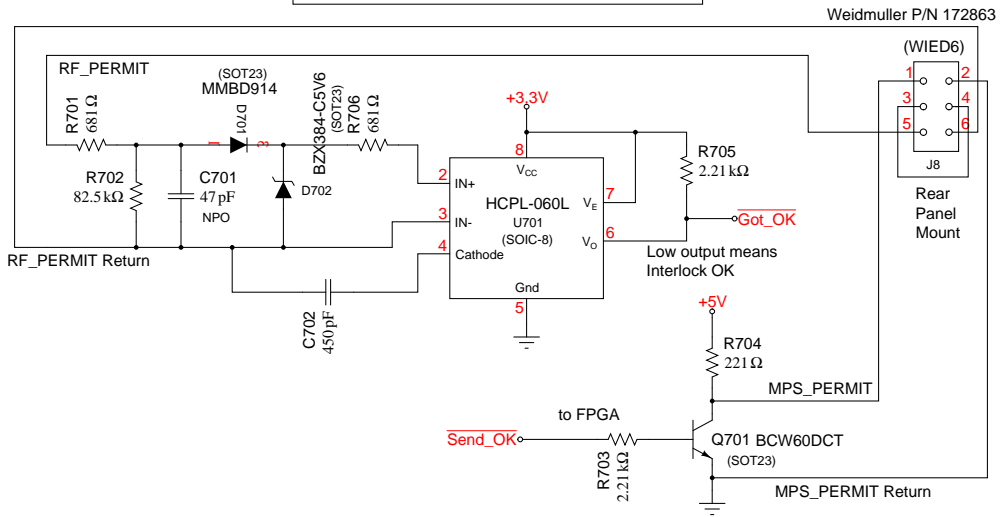 Weidmuller P/N 172863
(WIED6)
RF_PERMIT
(SOT23)
MMBD914
D701
1
3
R701
681Ω
BZX384-C5V6
(SOT23)
R706
681Ω
R702
82.5kΩ
C701
47pF
NPO
D702
RF_PERMIT Return
C702
450pF
+3.3V
8
VCC
2
IN+
3
IN-
4
Cathode
HCPL-060L
U701
(SOIC-8)
VE
7
VO
6
Gnd
5
R705
2.21kΩ
Got_OK
Low output means
Interlock OK
1
2
3
4
5
6
J8
Rear
Panel
Mount
+5V
R704
221Ω
MPS_PERMIT
to FPGA
Send_OK
R703
2.21kΩ
Q701 BCW60DCT
(SOT23)
MPS_PERMIT Return